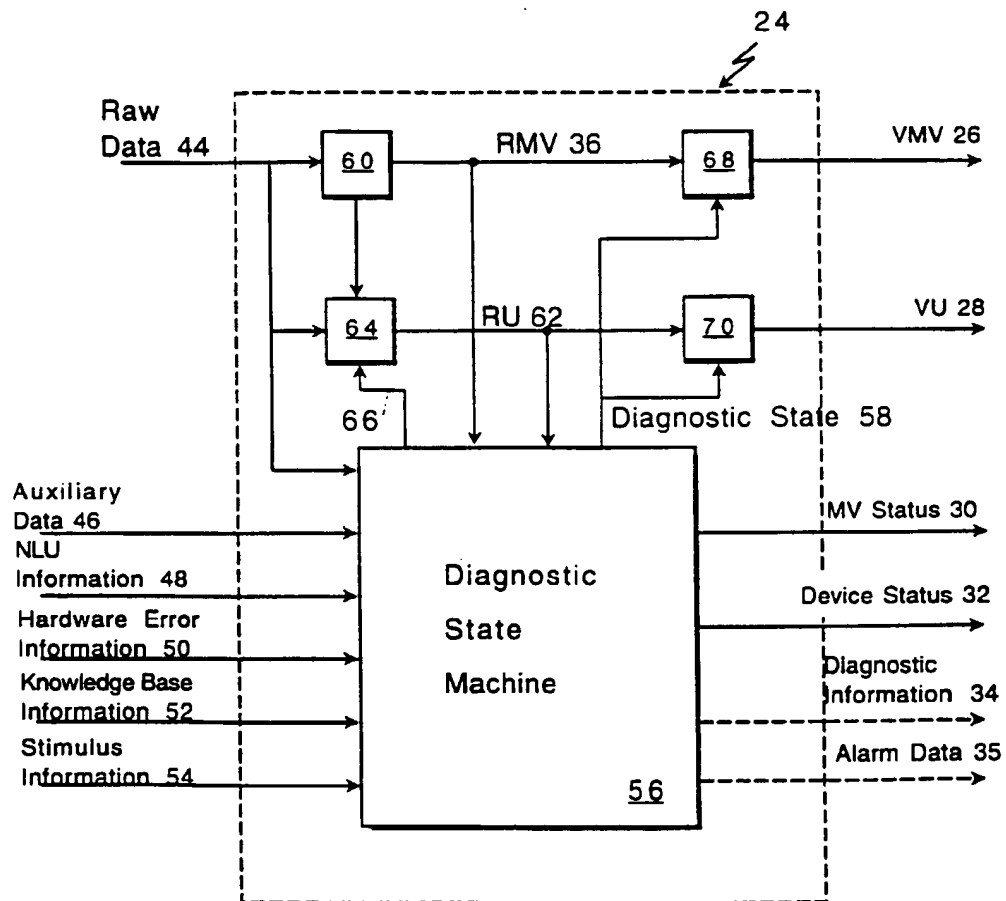 24
Raw
Data 44
60
RMV 36
68
VMV 26
64
RU 62
70
VU 28
66
Diagnostic State 58
Auxiliary
Data 46
NLU
Information 48
Hardware Error
Information 50
Knowledge Base
Information 52
Stimulus
Information 54
Diagnostic
State
Machine
56
MV Status 30
Device Status 32
Diagnostic
Information 34
Alarm Data 35